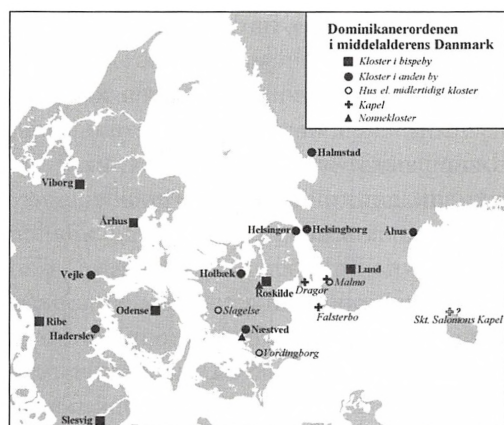 Dominikanerordenen
i middelalderens Danmark
Kloster i bispeby
Kloster i anden by
Hus el. midlertidigt kloster
Kapel
Nonnekloster
Halmstad
Viborg
Århus
Helsingør
Helsingborg
Åhus
Vejle
Holbæk
Roskilde
Dragør
Malmø
Lund
Ribe
Odense
Slagelse
Falsterbo
?
Skt. Salomons Kapel
Haderslev
Næstved
Vordingborg
Slesvig